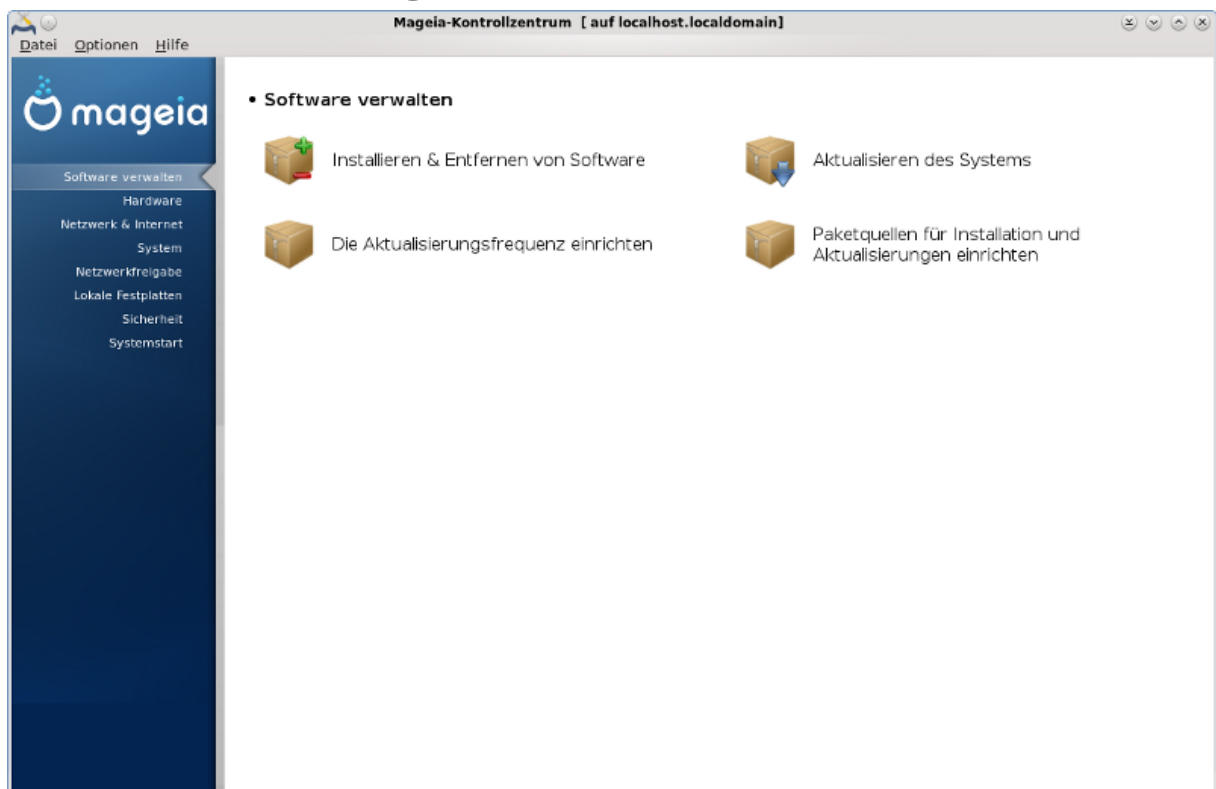 Mageia-Kontrollzentrum [ auf localhost.localdomain]
Datei Optionen Hilfe
mageia
Software verwalten
Hardware
Netzwerk & Internet
System
Netzwerkfreigabe
Lokale Festplatten
Sicherheit
Systemstart
• Software verwalten
Installieren & Entfernen von Software
Aktualisieren des Systems
Die Aktualisierungsfrequenz einrichten
Paketquellen für Installation und
Aktualisierungen einrichten